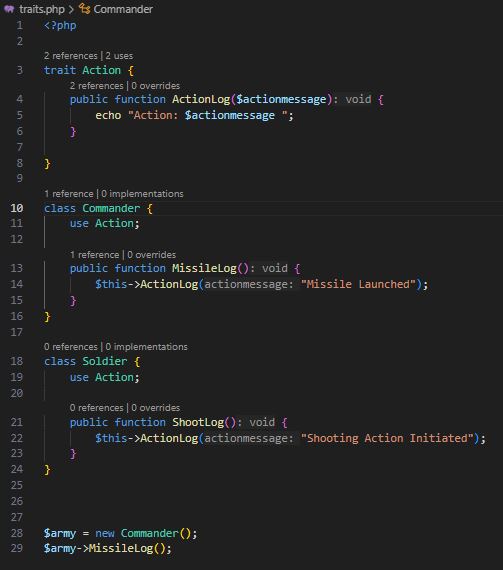 traits.php > Commander
1 <?php
2
2 references | 2 uses
3 trait Action {
2 references | 0 overrides
4 public function ActionLog($actionmessage): void {
5 echo "Action: $actionmessage ";
6 }
7
8 }
9
1 reference | 0 implementations
10 class Commander {
11 use Action;
12
1 reference | 0 overrides
13 public function MissileLog(): void {
14 $this->ActionLog(actionmessage: "Missile Launched");
15 }
16 }
17
0 references | 0 implementations
18 class Soldier {
19 use Action;
20
0 references | 0 overrides
21 public function ShootLog(): void {
22 $this->ActionLog(actionmessage: "Shooting Action Initiated");
23 }
24 }
25
26
27
28 $army = new Commander();
29 $army->MissileLog();